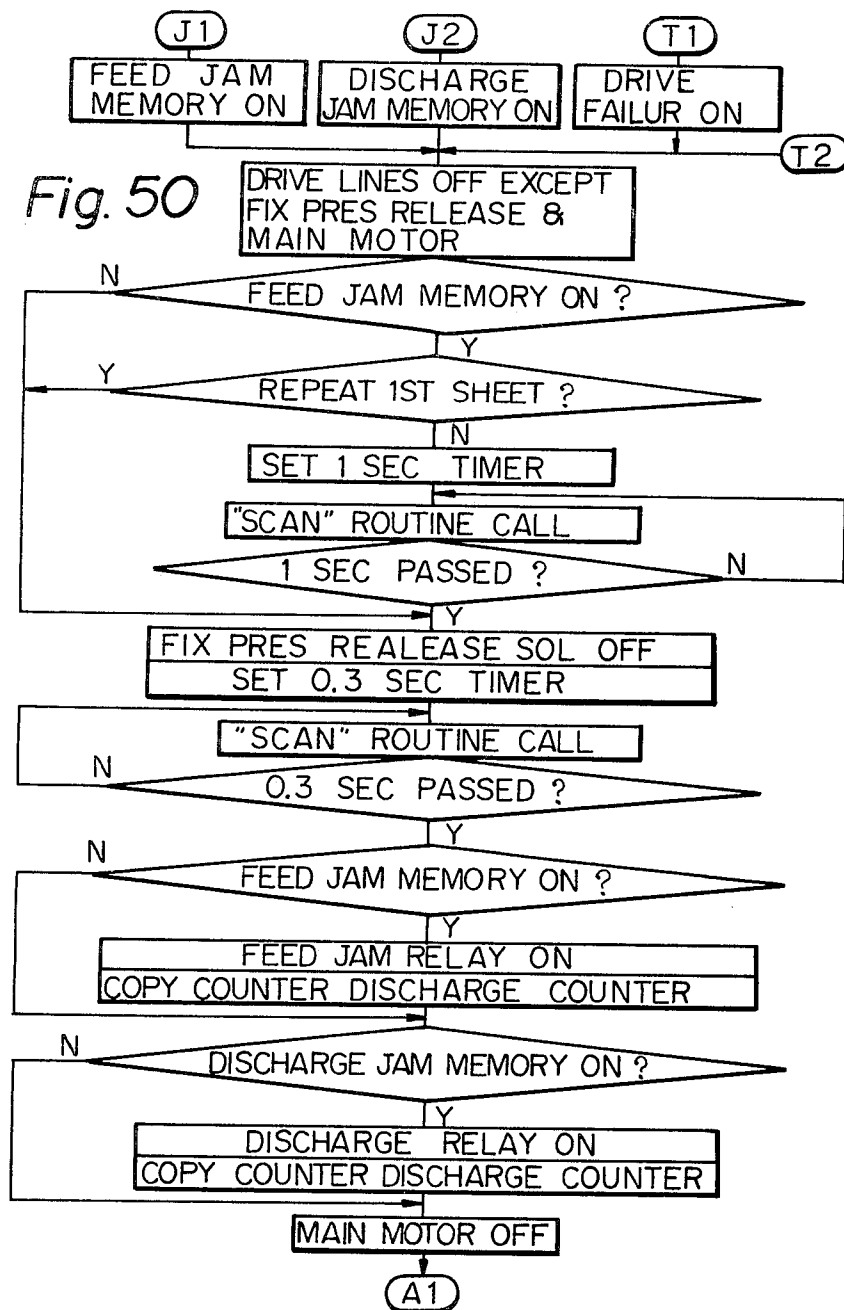 J1
J2
T1
FEED JAM
MEMORY ON
DISCHARGE
JAM MEMORY ON
DRIVE
FAILUR ON
T2
Fig. 50
DRIVE LINES OFF EXCEPT
FIX PRES RELEASE &
MAIN MOTOR
N
FEED JAM MEMORY ON ?
Y
Y
REPEAT 1ST SHEET ?
N
SET 1 SEC TIMER
"SCAN" ROUTINE CALL
1 SEC PASSED ?
N
Y
FIX PRES REALEASE SOL OFF
SET 0.3 SEC TIMER
"SCAN" ROUTINE CALL
N
0.3 SEC PASSED ?
Y
N
FEED JAM MEMORY ON ?
Y
FEED JAM RELAY ON
COPY COUNTER DISCHARGE COUNTER
N
DISCHARGE JAM MEMORY ON ?
Y
DISCHARGE RELAY ON
COPY COUNTER DISCHARGE COUNTER
MAIN MOTOR OFF
A1